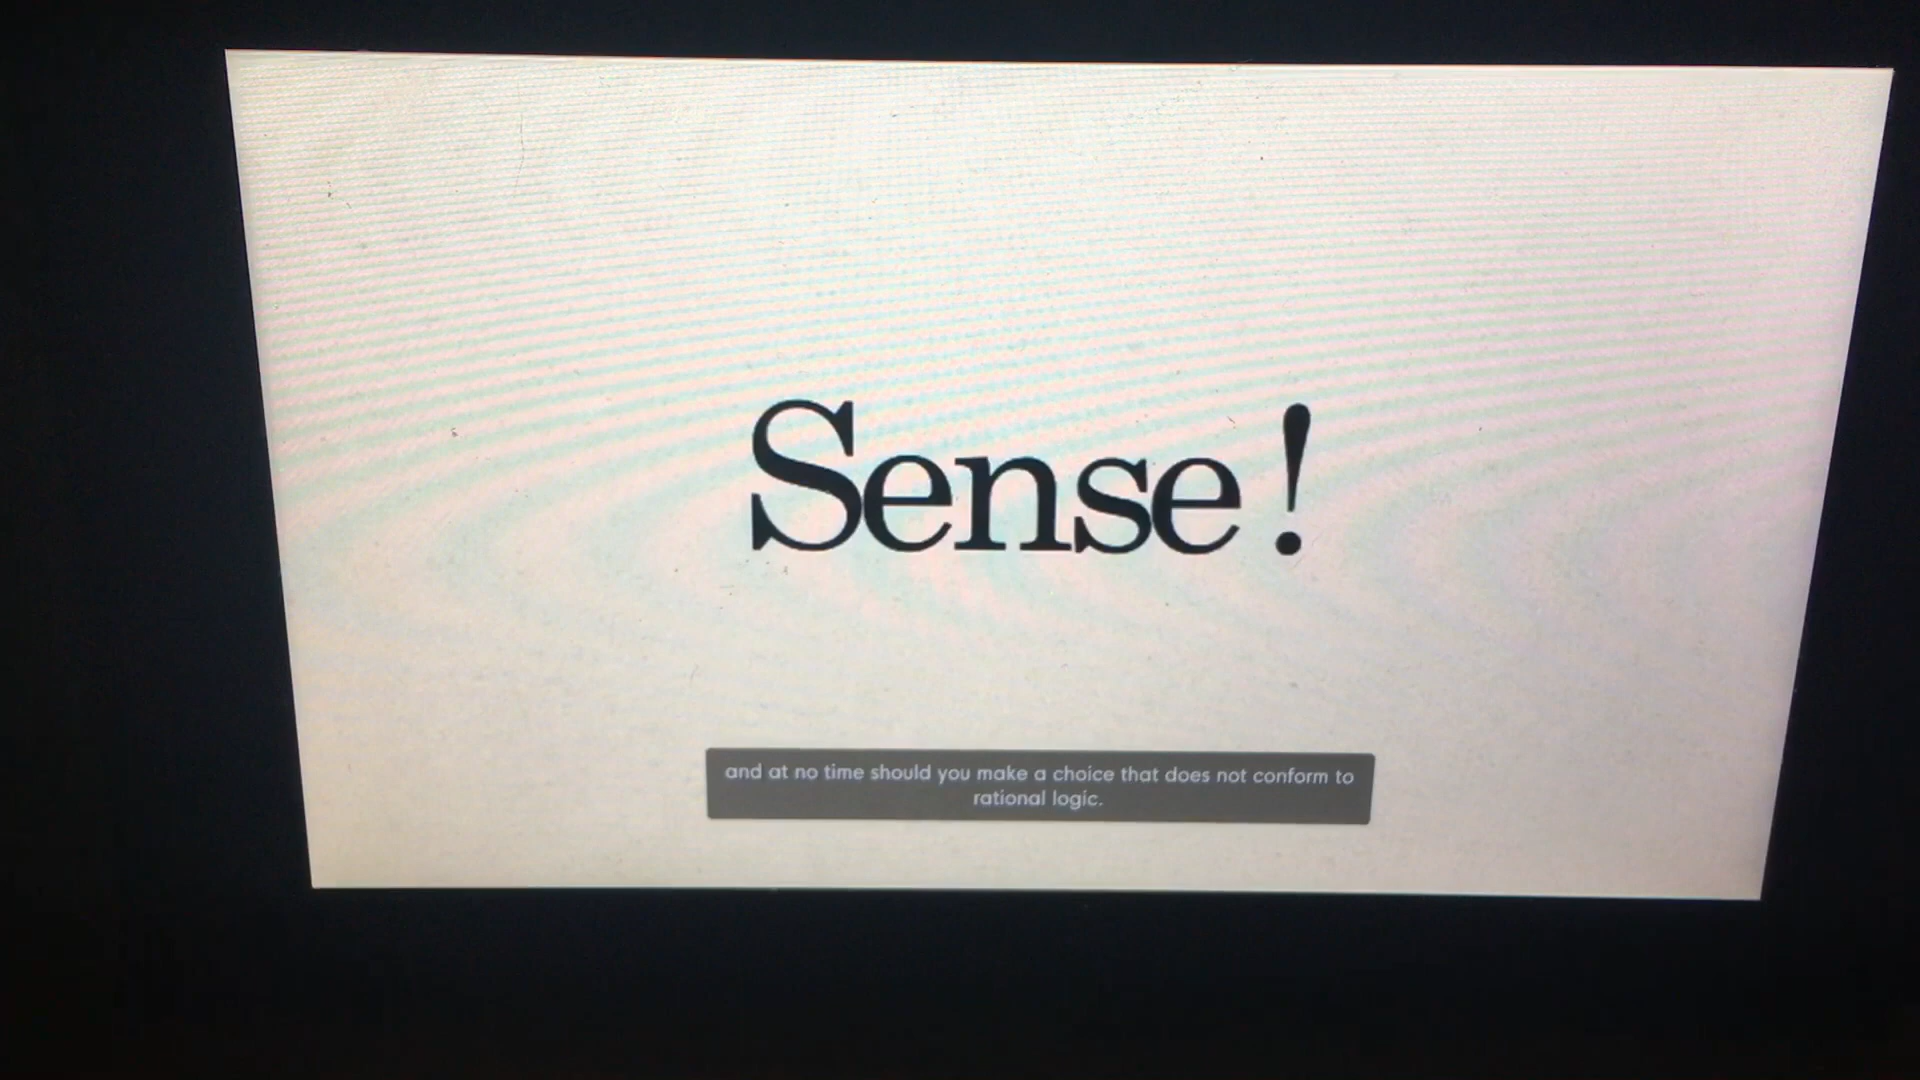 Sense!
and at no time should you make a choice that does not conform to
rational logic.